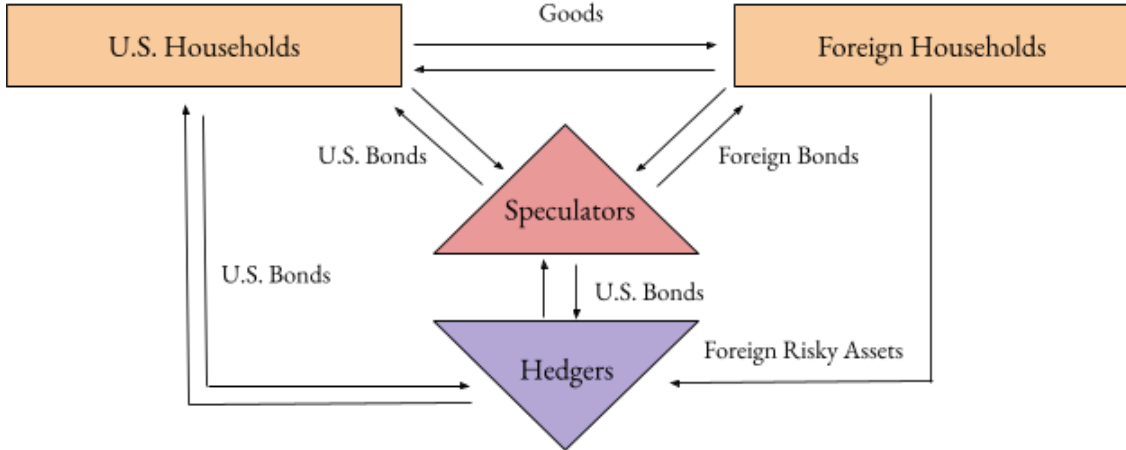 Goods
U.S. Households
Foreign Households
U.S. Bonds
Foreign Bonds
Speculators
U.S. Bonds
U.S. Bonds
Foreign Risky Assets
Hedgers